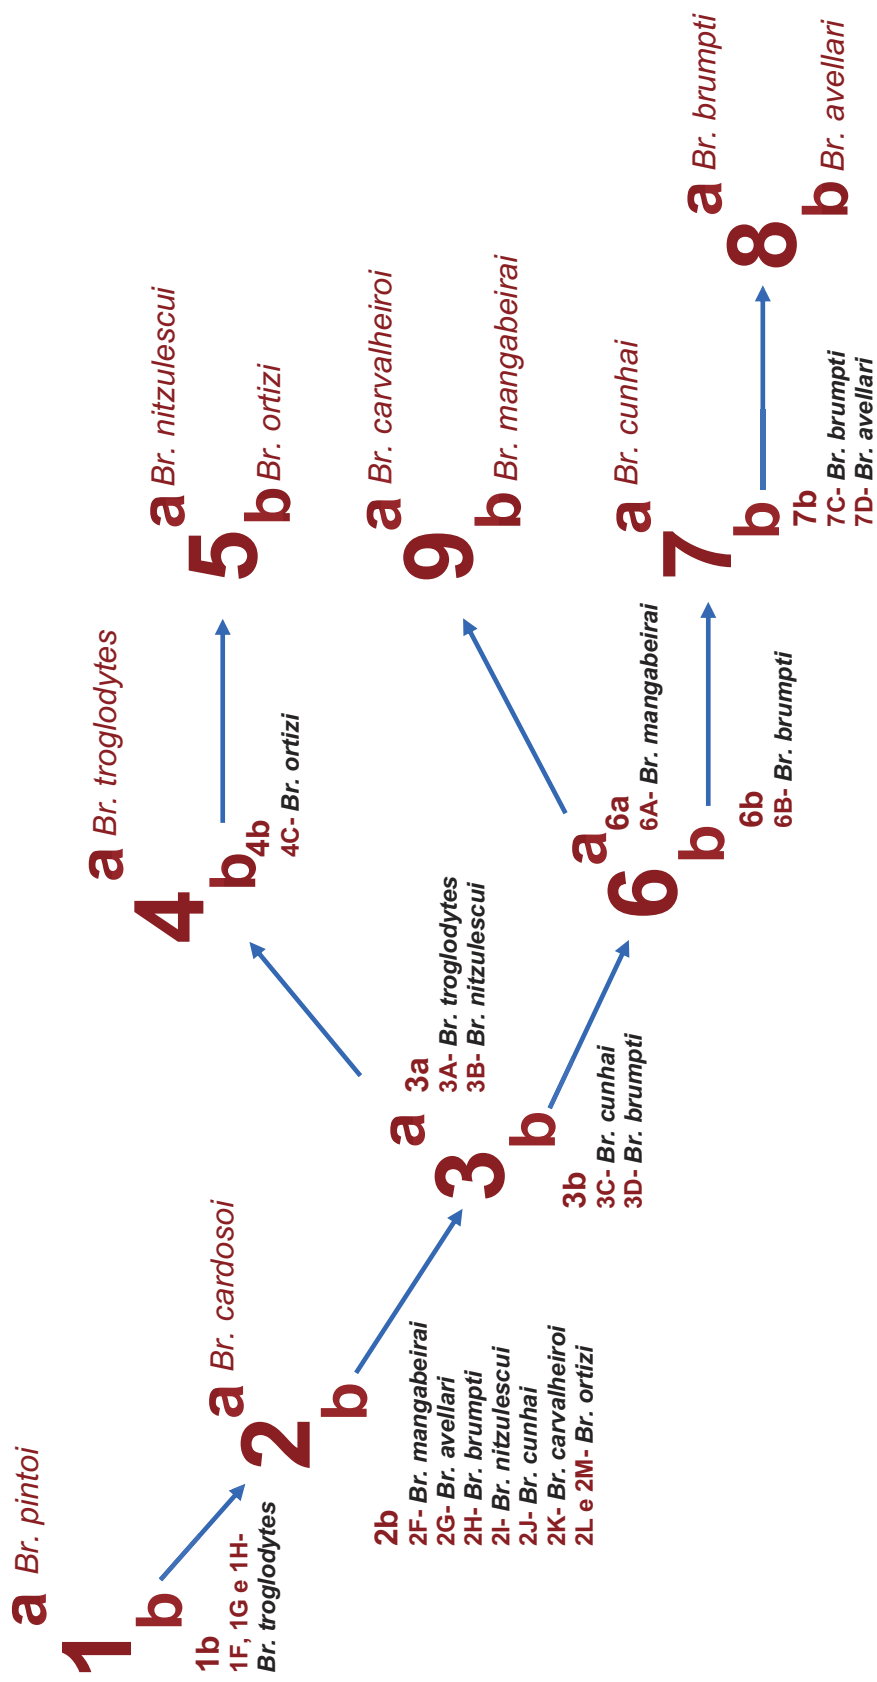 1
a Br. pintoi
b
1b
1F, 1G e 1H-
Br. troglodytes
2
a Br. cardosoi
b
2b
2F- Br. mangabeirai
2G- Br. avellari
2H- Br. brumpti
2I- Br. nitzulescui
2J- Br. cunhai
2K- Br. carvalheiroi
2L e 2M- Br. ortizi
3
a
3a
3A- Br. troglodytes
3B- Br. nitzulescui
b
3b
3C- Br. cunhai
3D- Br. brumpti
4
a Br. troglodytes
b
4b
4C- Br. ortizi
5
a Br. nitzulescui
b Br. ortizi
6
a
6a
6A- Br. mangabeirai
b
6b
6B- Br. brumpti
9
a Br. carvalheiroi
b Br. mangabeirai
7
a Br. cunhai
b
7b
7C- Br. brumpti
7D- Br. avellari
8
a Br. brumpti
b Br. avellari